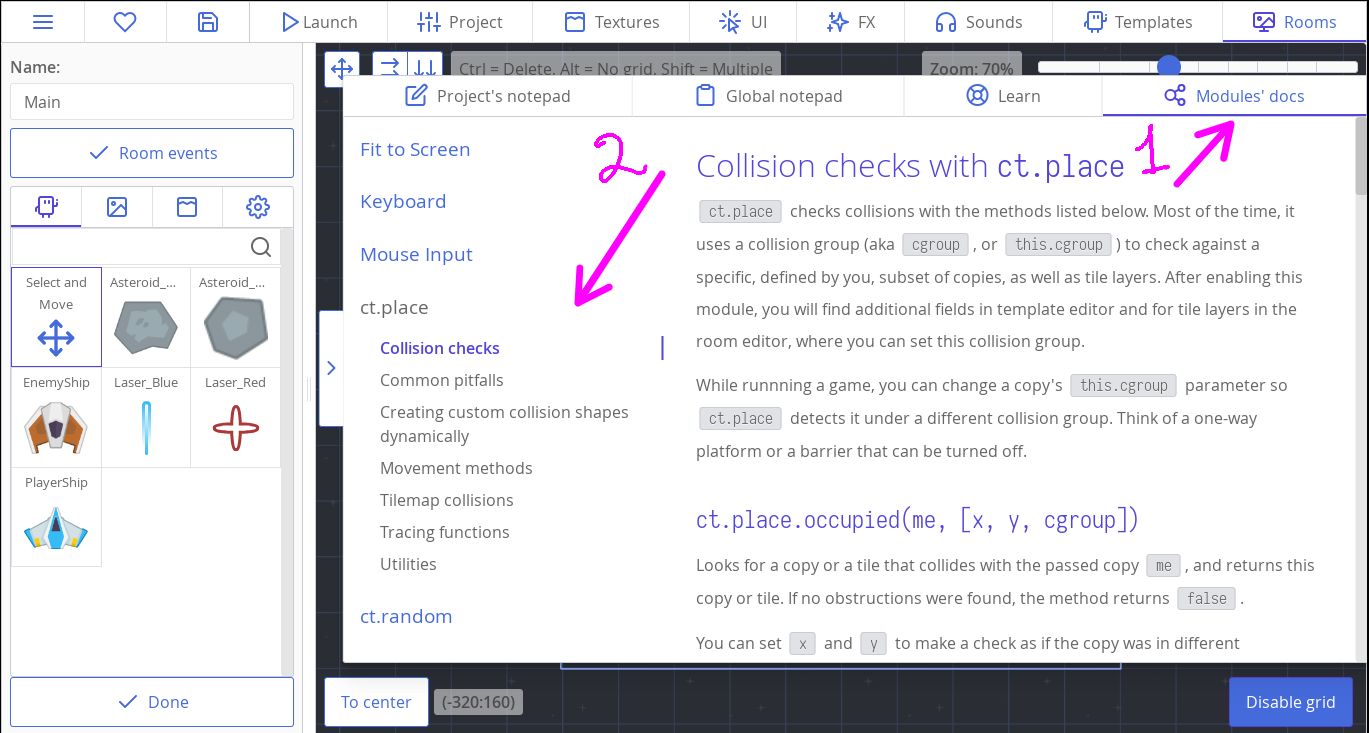 Launch
Project
Textures
UI
FX
Sounds
Templates
Rooms
Name:
Main
Room events
Select and
Move
Asteroid_...
Asteroid_...
EnemyShip
Laser_Blue
Laser_Red
PlayerShip
Done
Ctrl = Delete, Alt = No grid, Shift = Multiple
Zoom: 70%
Project's notepad
Global notepad
Learn
Modules' docs
1
2
Fit to Screen
Keyboard
Mouse Input
ct.place
Collision checks
Common pitfalls
Creating custom collision shapes
dynamically
Movement methods
Tilemap collisions
Tracing functions
Utilities
ct.random
Collision checks with ct.place
ct.place checks collisions with the methods listed below. Most of the time, it
uses a collision group (aka cgroup , or this.cgroup ) to check against a
specific, defined by you, subset of copies, as well as tile layers. After enabling this
module, you will find additional fields in template editor and for tile layers in the
room editor, where you can set this collision group.
While runnning a game, you can change a copy's this.cgroup parameter so
ct.place detects it under a different collision group. Think of a one-way
platform or a barrier that can be turned off.
ct.place.occupied(me, [x, y, cgroup])
Looks for a copy or a tile that collides with the passed copy me , and returns this
copy or tile. If no obstructions were found, the method returns false .
You can set x and y to make a check as if the copy was in different
To center
(-320:160)
Disable grid